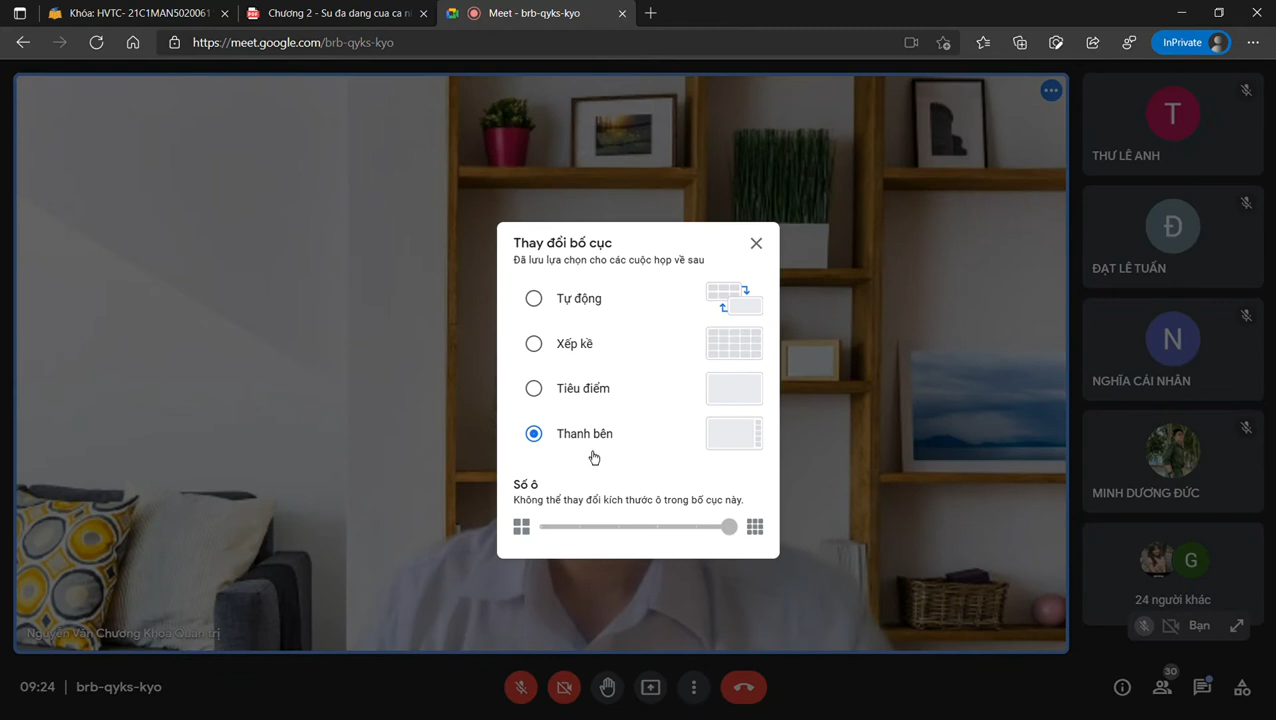 Khóa: HVTC- 21C1MAN5020061
Chương 2 - Su đa dang cua ca n
Meet - brb-qyks-kyo
https://meet.google.com/brb-qyks-kyo
InPrivate
T
THƯ LÊ ANH
Đ
ĐẠT LÊ TUẤN
N
NGHĨA CÁI NHÂN
MINH DƯƠNG ĐỨC
G
24 người khác
Bạn
Thay đổi bố cục
Đã lưu lựa chọn cho các cuộc họp về sau
Tự động
Xếp kề
Tiêu điểm
Thanh bên
Số ô
Không thể thay đổi kích thước ô trong bố cục này.
Nguyễn Văn Chương Khoa Quản trị
09:24 | brb-qyks-kyo
30